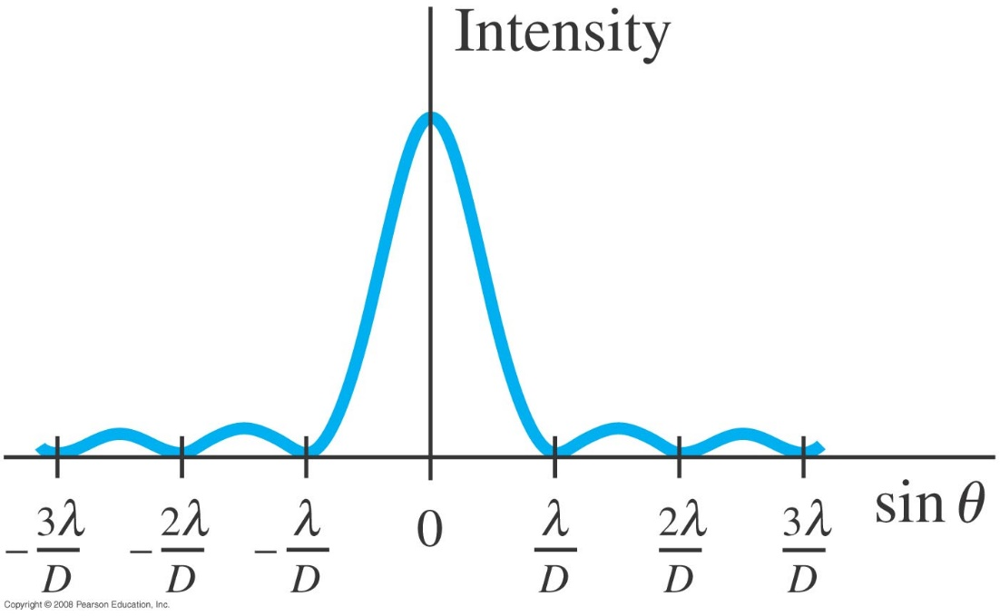 Intensity
sin θ
-3λ/D -2λ/D -λ/D 0 λ/D 2λ/D 3λ/D
Copyright © 2008 Pearson Education, Inc.